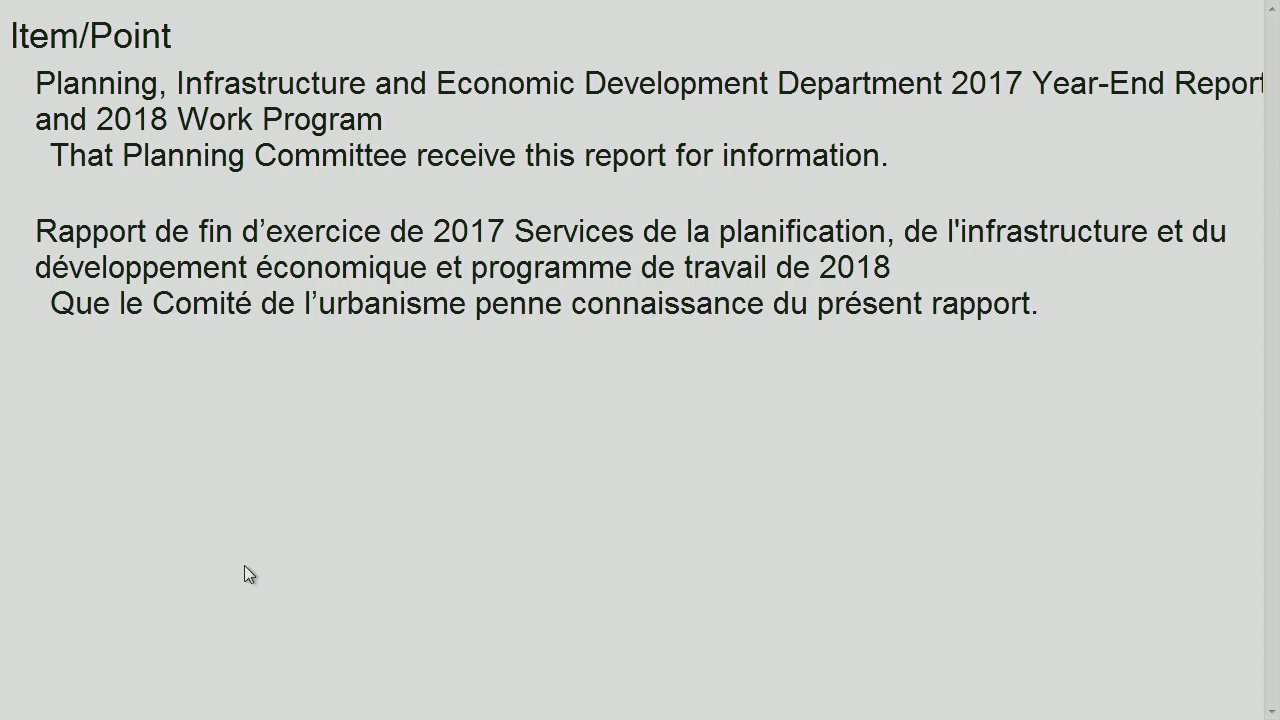 Item/Point
Planning, Infrastructure and Economic Development Department 2017 Year-End Report
and 2018 Work Program
That Planning Committee receive this report for information.
Rapport de fin d’exercice de 2017 Services de la planification, de l'infrastructure et du
développement économique et programme de travail de 2018
Que le Comité de l’urbanisme penne connaissance du présent rapport.